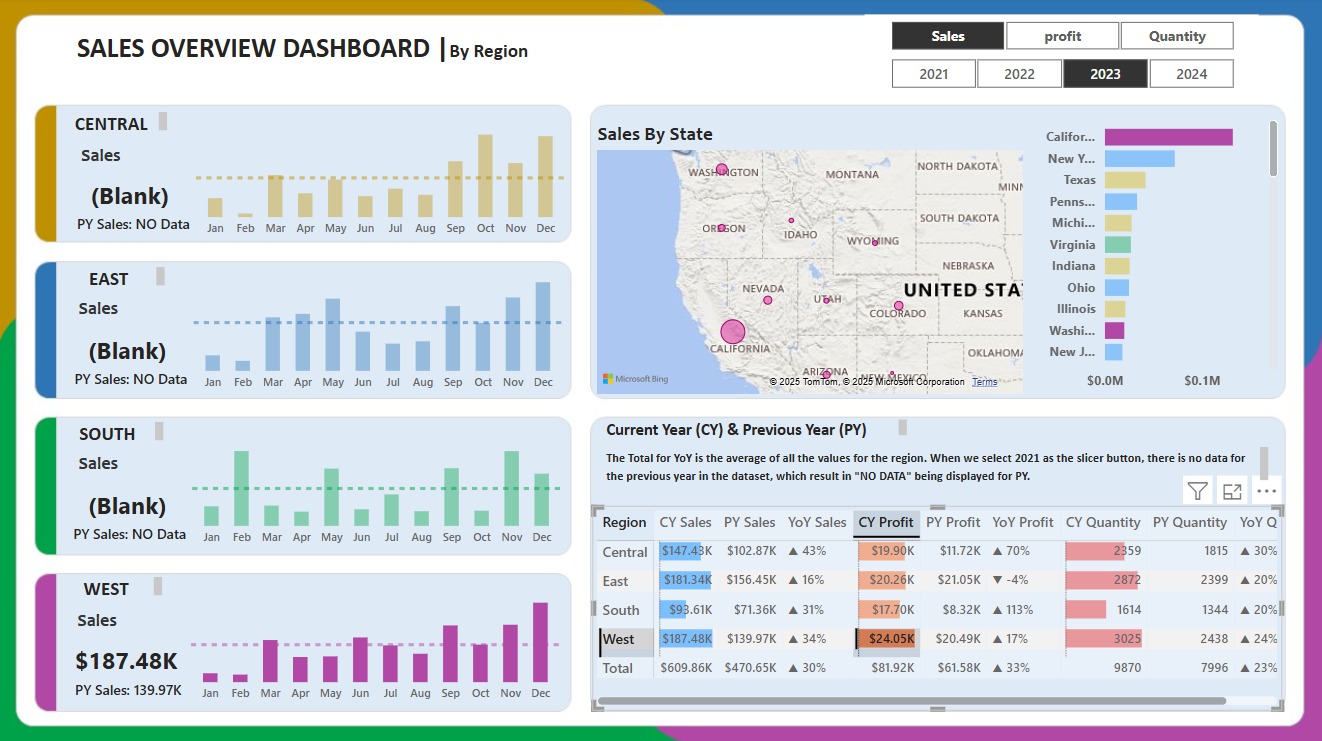 SALES OVERVIEW DASHBOARD | By Region
Sales profit Quantity
2021 2022 2023 2024
CENTRAL
Sales
(Blank)
PY Sales: NO Data
Jan Feb Mar Apr May Jun Jul Aug Sep Oct Nov Dec
EAST
Sales
(Blank)
PY Sales: NO Data
Jan Feb Mar Apr May Jun Jul Aug Sep Oct Nov Dec
SOUTH
Sales
(Blank)
PY Sales: NO Data
Jan Feb Mar Apr May Jun Jul Aug Sep Oct Nov Dec
WEST
Sales
$187.48K
PY Sales: 139.97K
Jan Feb Mar Apr May Jun Jul Aug Sep Oct Nov Dec
Sales By State
WASHINGTON
MONTANA
NORTH DAKOTA
MINN
OREGON
IDAHO
SOUTH DAKOTA
WYOMING
NEBRASKA
NEVADA
UTAH
UNITED STA
COLORADO
KANSAS
CALIFORNIA
OKLAHOMA
ARIZONA
NEW MEXICO
Microsoft Bing
© 2025 TomTom, © 2025 Microsoft Corporation Terms
Califor...
New Y...
Texas
Penns...
Michi...
Virginia
Indiana
Ohio
Illinois
Washi...
New J...
$0.0M $0.1M
Current Year (CY) & Previous Year (PY)
The Total for YoY is the average of all the values for the region. When we select 2021 as the slicer button, there is no data for
the previous year in the dataset, which result in "NO DATA" being displayed for PY.
Region CY Sales PY Sales YoY Sales CY Profit PY Profit YoY Profit CY Quantity PY Quantity YoY Q
Central $147.43K $102.87K ▲ 43% $19.90K $11.72K ▲ 70% 2359 1815 ▲ 30%
East $181.34K $156.45K ▲ 16% $20.26K $21.05K ▼ -4% 2872 2399 ▲ 20%
South $93.61K $71.36K ▲ 31% $17.70K $8.32K ▲ 113% 1614 1344 ▲ 20%
West $187.48K $139.97K ▲ 34% $24.05K $20.49K ▲ 17% 3025 2438 ▲ 24%
Total $609.86K $470.65K ▲ 30% $81.92K $61.58K ▲ 33% 9870 7996 ▲ 23%